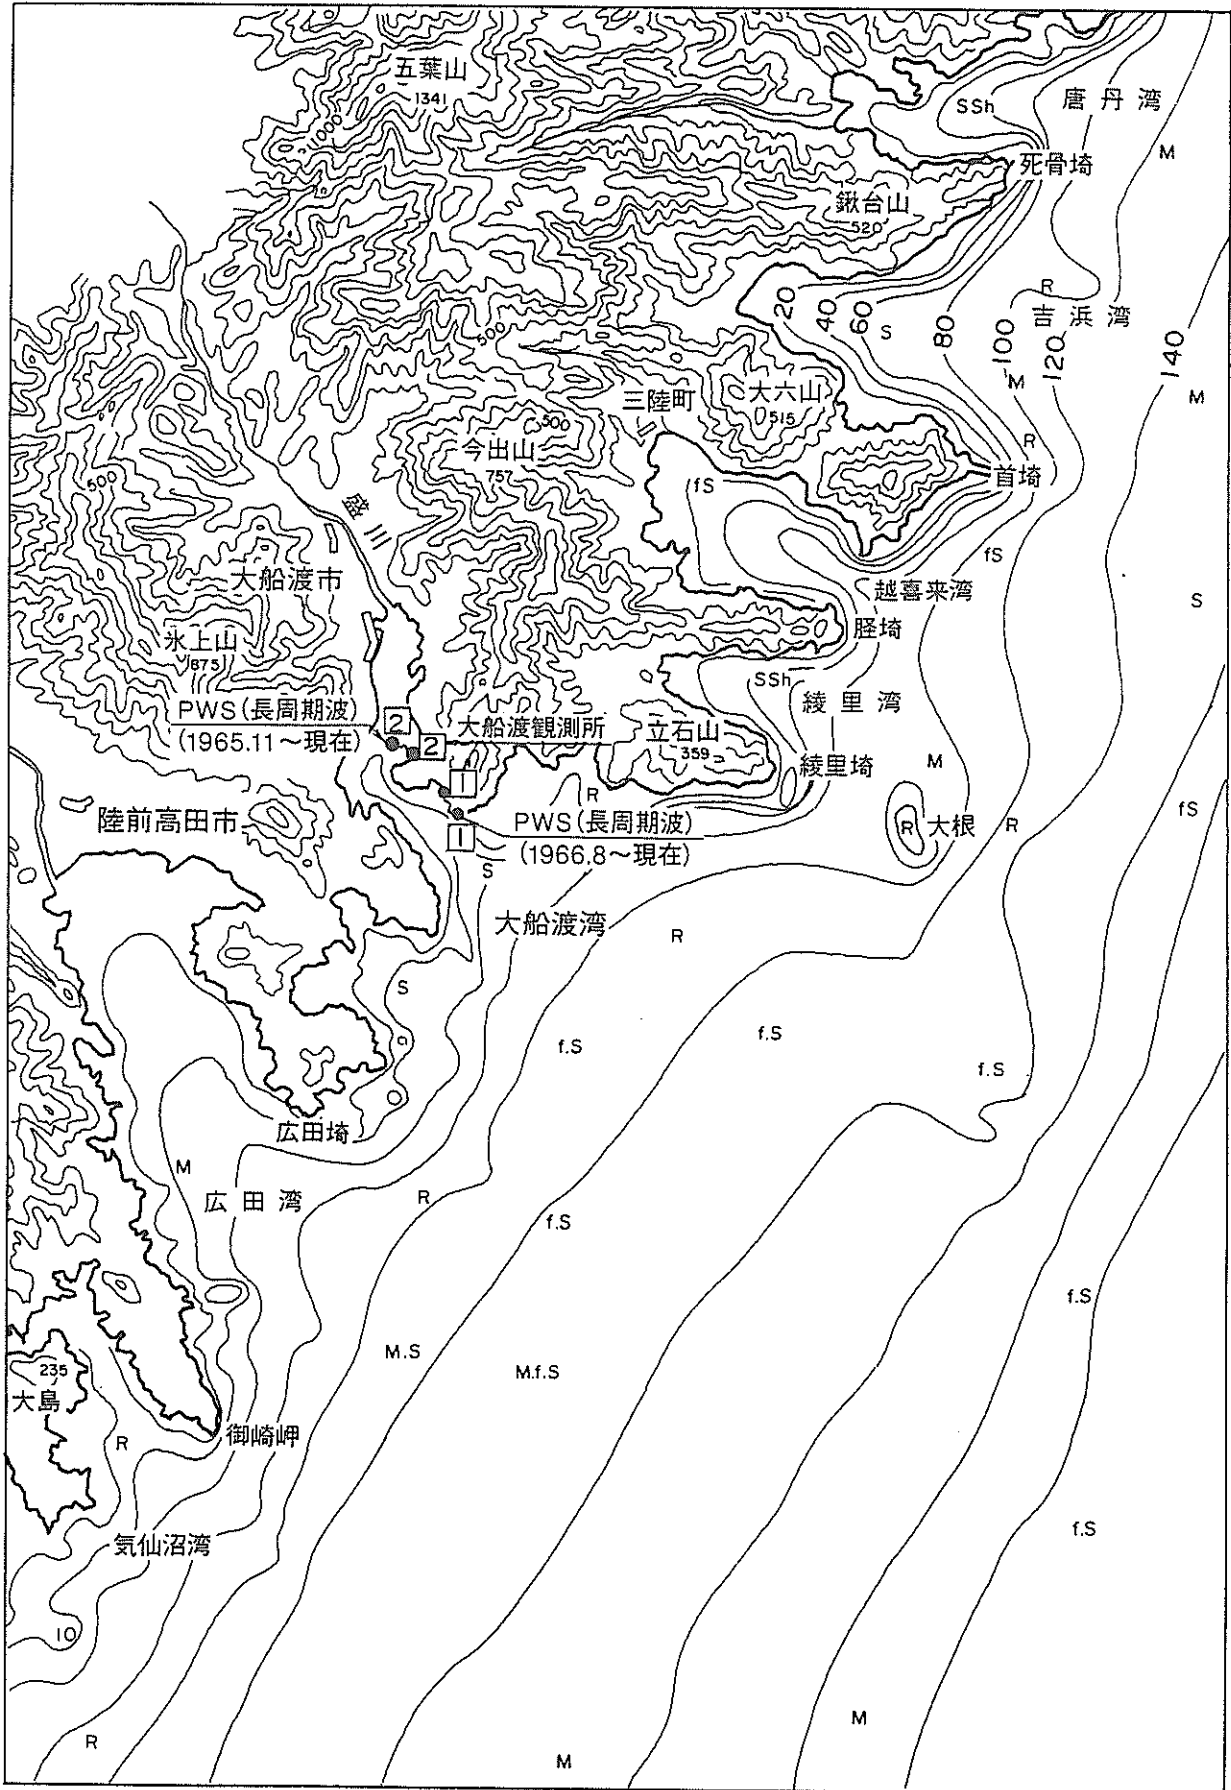 五葉山
1341
1000
SSh
唐丹湾
M
死骨埼
鍬台山
520
R
吉浜湾
20
40
60
S
80
100
120
140
M
M
500
三陸町
大六山
515
今出山
500
757
R
首埼
500
盛川
fS
fS
大船渡市
越喜来湾
S
氷上山
875
脛埼
SSh
綾里湾
PWS(長周期波)
(1965.11~現在)
2
2
大船渡観測所
立石山
359
綾里埼
M
1
R
fS
陸前高田市
PWS(長周期波)
(1966.8~現在)
1
R
大根
R
S
大船渡湾
R
S
f.S
f.S
f.S
広田埼
M
広田湾
R
f.S
f.S
M.S
M.f.S
235
大島
R
御崎岬
f.S
気仙沼湾
10
M
R
M